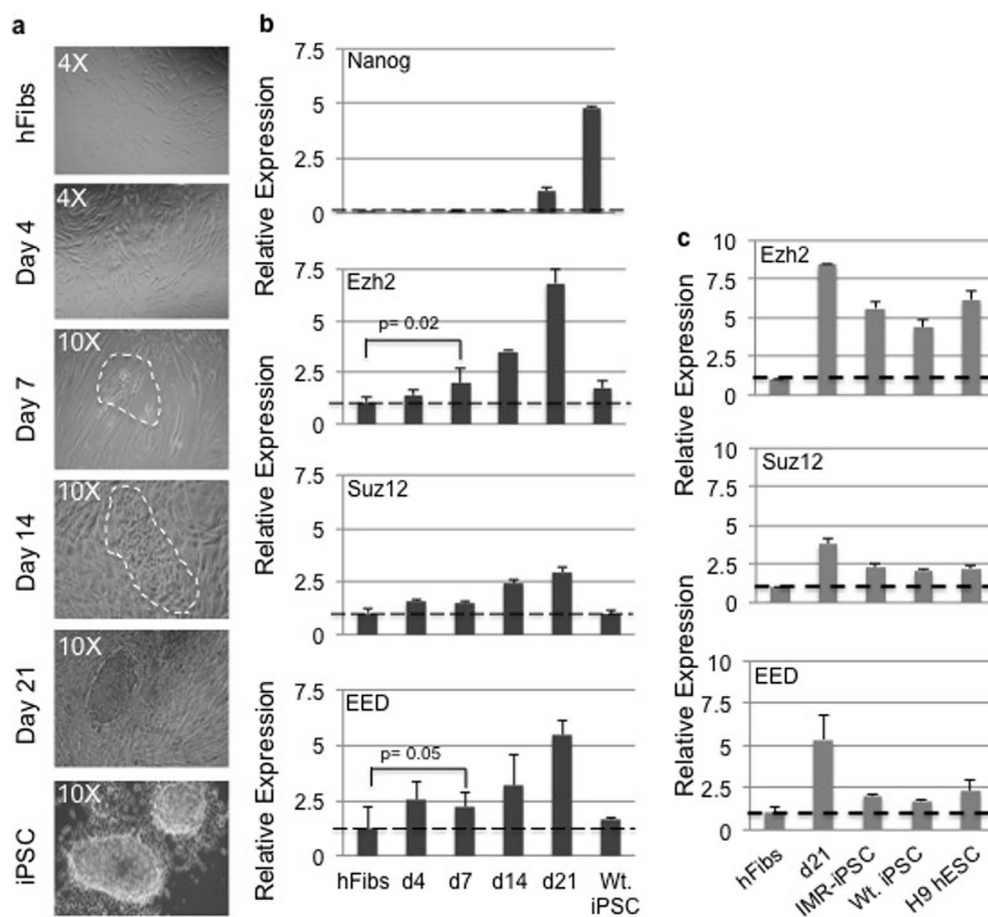 a
hFibs
4X
Day 4
4X
Day 7
10X
Day 14
10X
Day 21
10X
iPSC
10X
b
Relative Expression
7.5
5
2.5
0
Nanog
Relative Expression
7.5
5
2.5
0
Ezh2
p= 0.02
Relative Expression
7.5
5
2.5
0
Suz12
Relative Expression
7.5
5
2.5
0
EED
p= 0.05
hFibs d4 d7 d14 d21 Wt.
iPSC
c
Relative Expression
10
7.5
5
2.5
0
Ezh2
Relative Expression
10
7.5
5
2.5
0
Suz12
Relative Expression
10
7.5
5
2.5
0
EED
hFibs
d21
IMR-iPSC
Wt. iPSC
H9 hESC